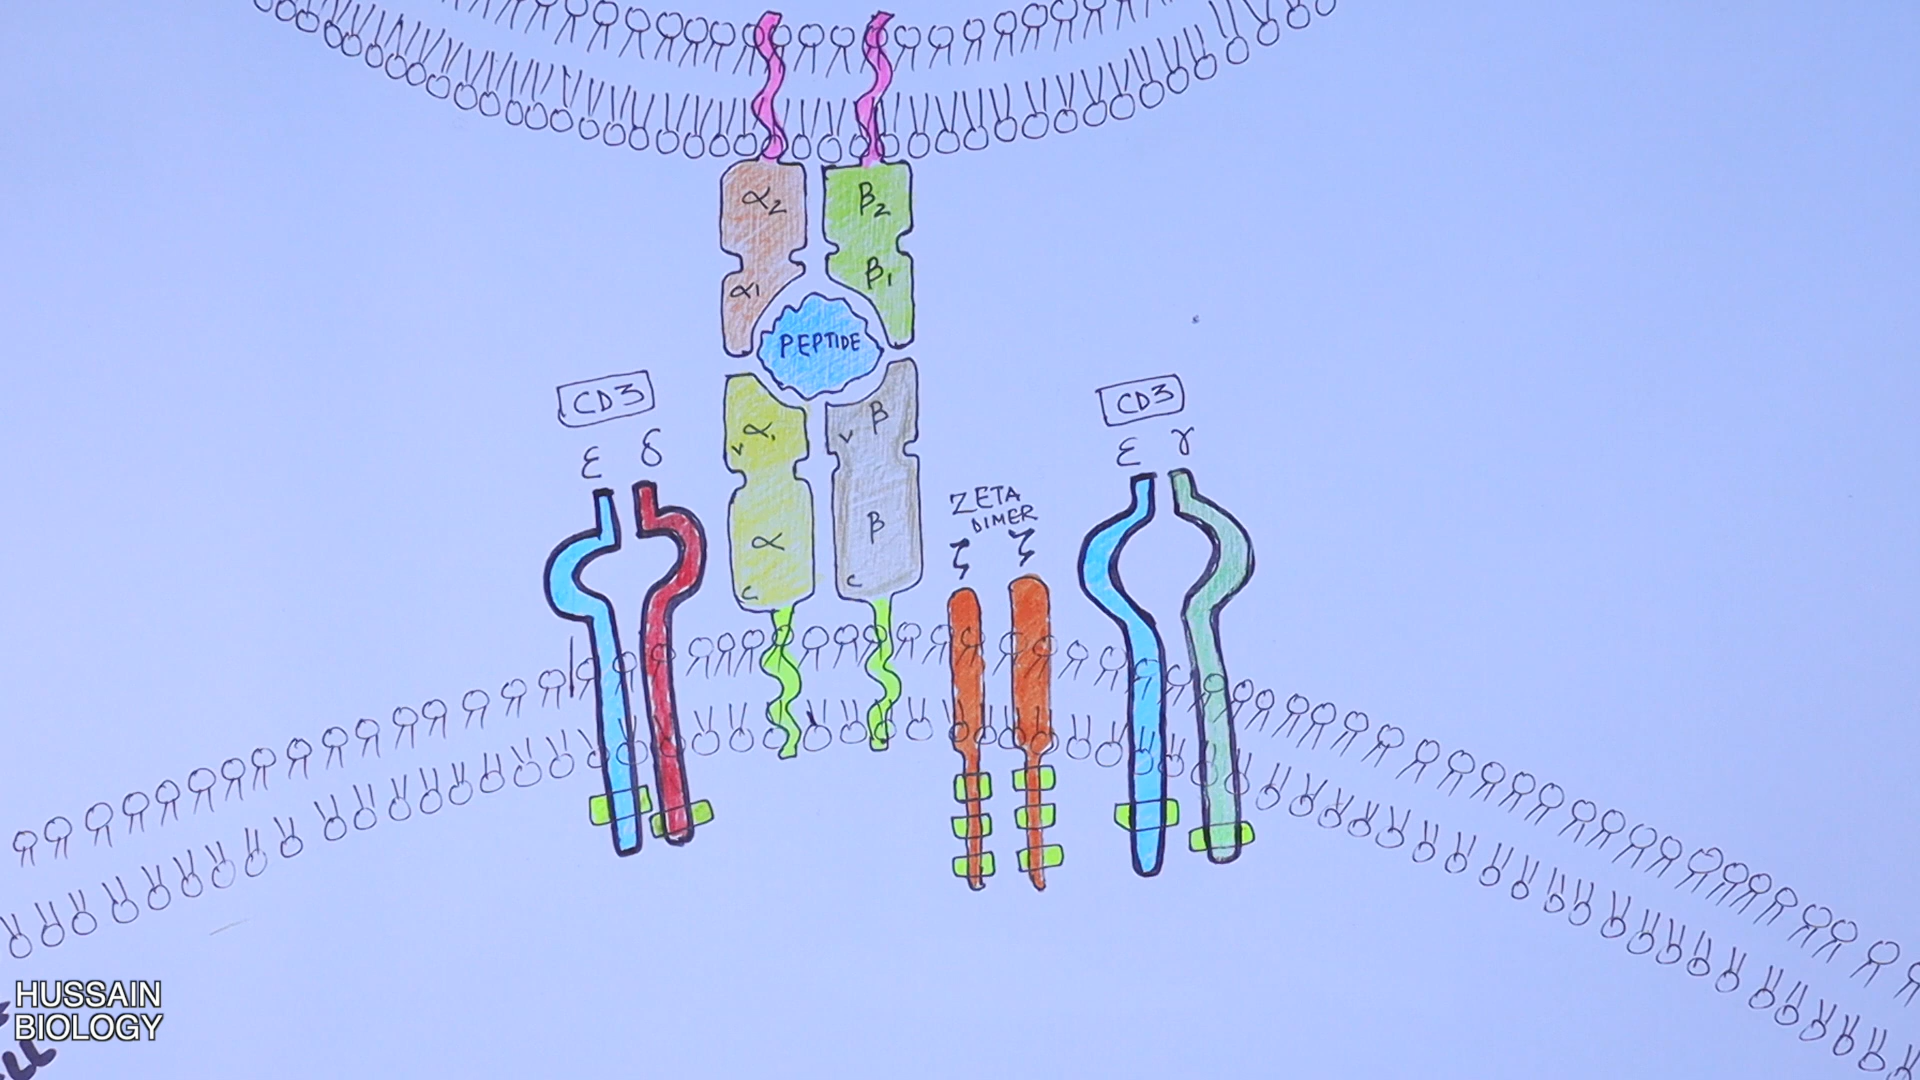 α2 β2
α1 β1
PEPTIDE
CD3 CD3
ε δ
ε γ
V α V β
α β
C C
ZETA
DIMER
ζ ζ
HUSSAIN
BIOLOGY